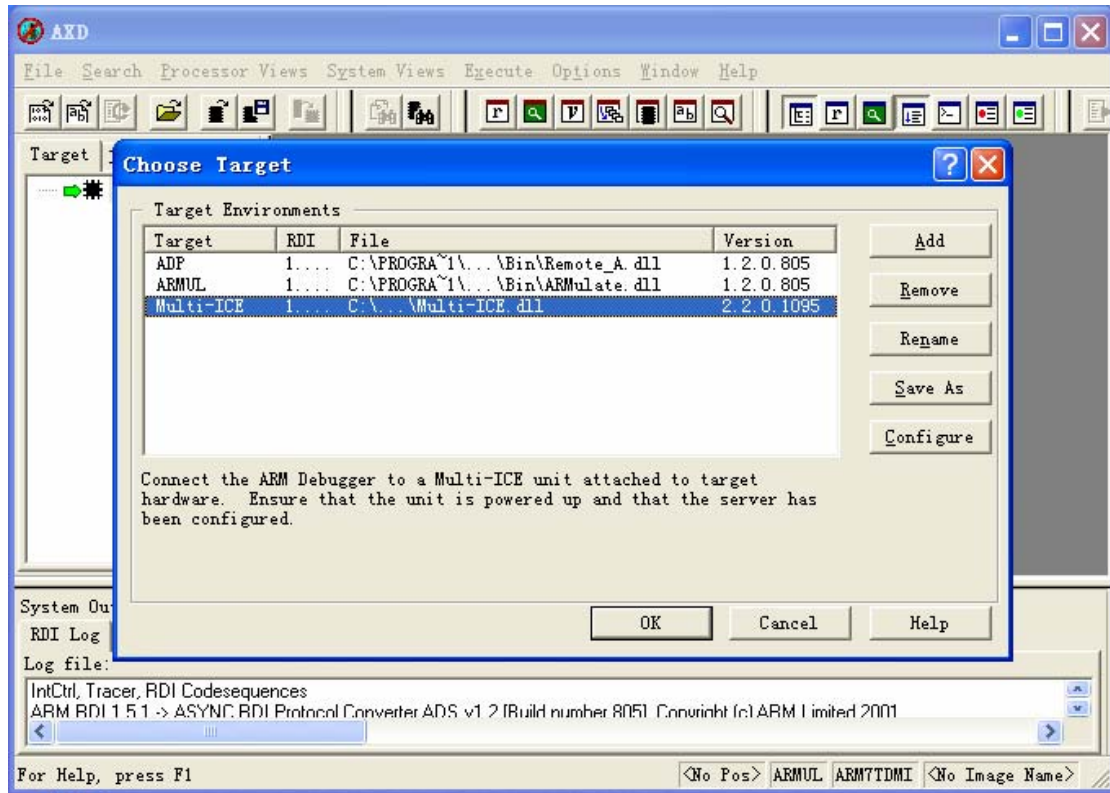 AXD
File Search Processor Views System Views Execute Options Window Help
Target
Choose Target
Target Environments
Target RDI File Version
ADP 1.... C:\PROGRA~1\...\Bin\Remote_A.dll 1.2.0.805
ARMUL 1.... C:\PROGRA~1\...\Bin\ARMulate.dll 1.2.0.805
Multi-ICE 1.... C:\...\Multi-ICE.dll 2.2.0.1095
Add
Remove
Rename
Save As
Configure
Connect the ARM Debugger to a Multi-ICE unit attached to target
hardware. Ensure that the unit is powered up and that the server has
been configured.
OK Cancel Help
System Ou
RDI Log
Log file:
IntCtrl, Tracer, RDI Codesequences
ARM RDI 1.5.1 -> ASYNC RDI Protocol Converter ADS v1.2 [Build number 805]. Copyright (c) ARM Limited 2001
For Help, press F1 <No Pos> ARMUL ARM7TDMI <No Image Name>